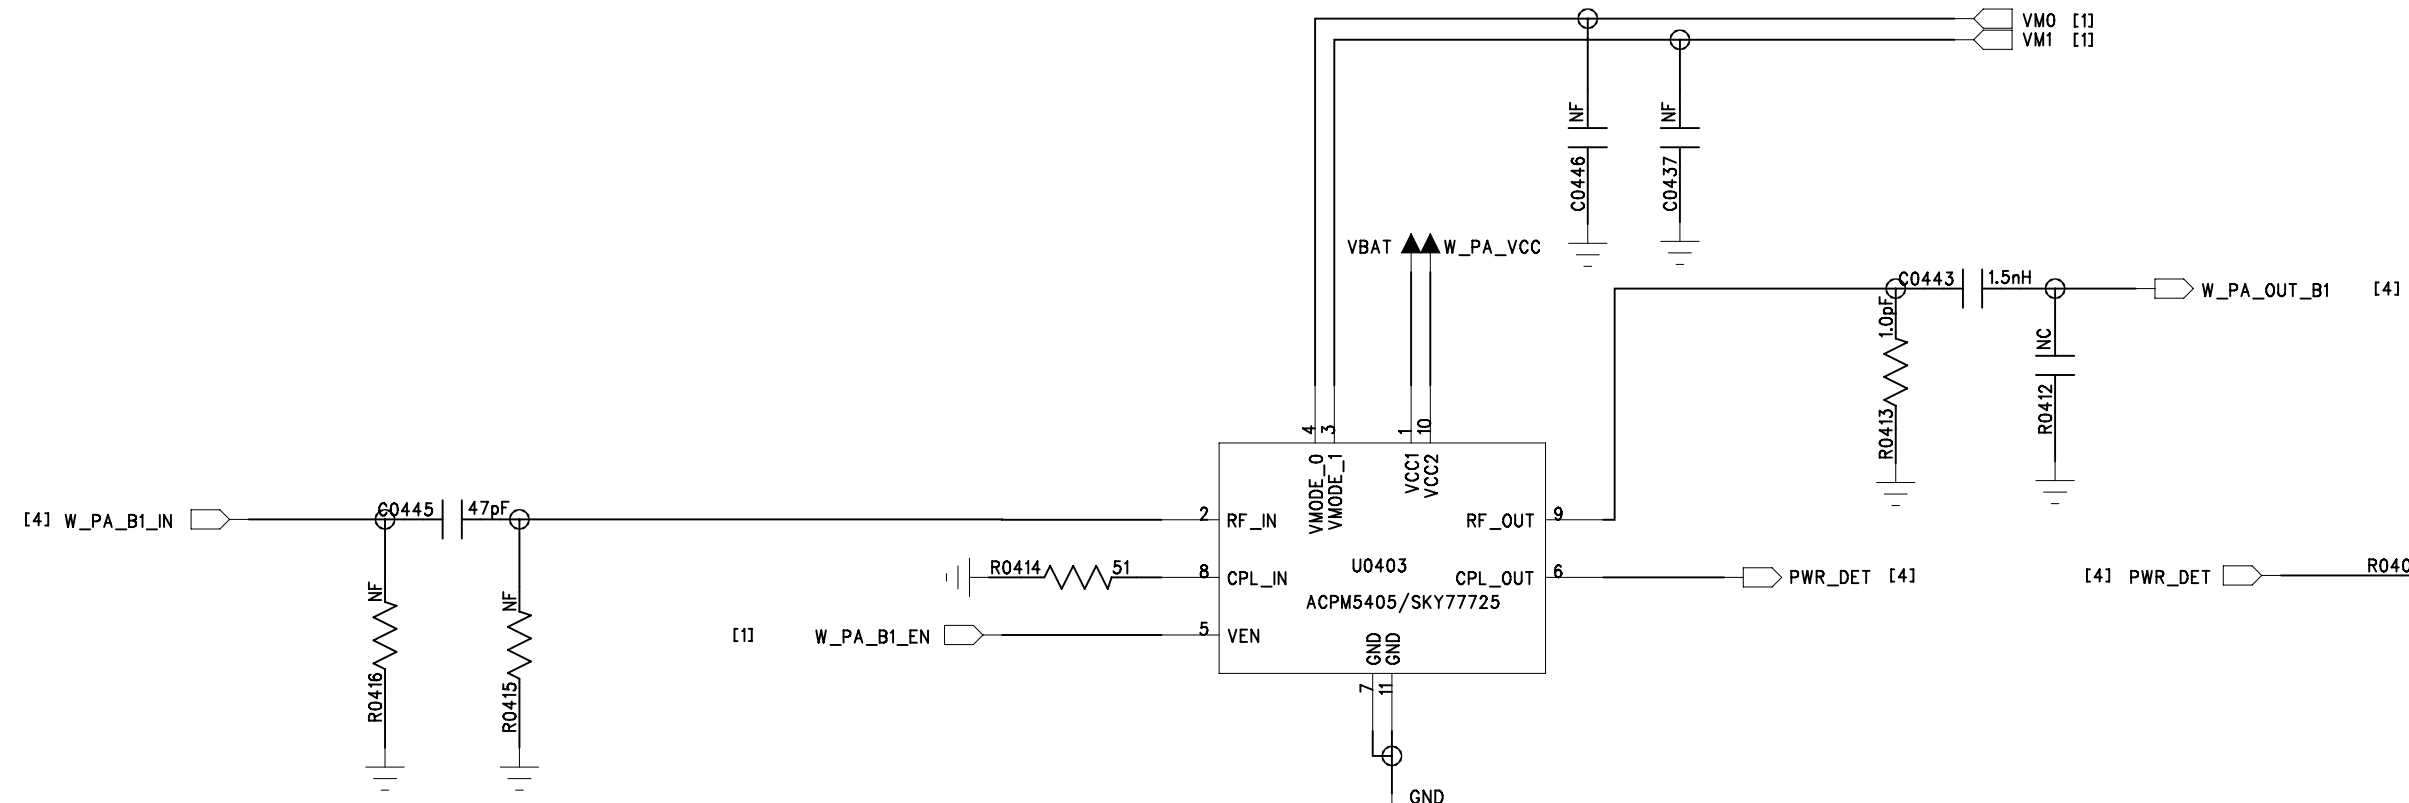 VM0 [1]
VM1 [1]
NF
NF
C0446
C0437
VBAT
W_PA_VCC
C0443
1.5nH
W_PA_OUT_B1 [4]
1.0pF
R0413
NC
R0412
4
3
1
10
VMODE_0
VMODE_1
VCC1
VCC2
[4] W_PA_B1_IN
C0445
47pF
2
RF_IN
RF_OUT
9
R0414
51
8
CPL_IN
U0403
CPL_OUT
6
PWR_DET [4]
[4] PWR_DET
R040
ACPM5405/SKY77725
[1] W_PA_B1_EN
5
VEN
GND
GND
NF
NF
R0416
R0415
7
11
GND